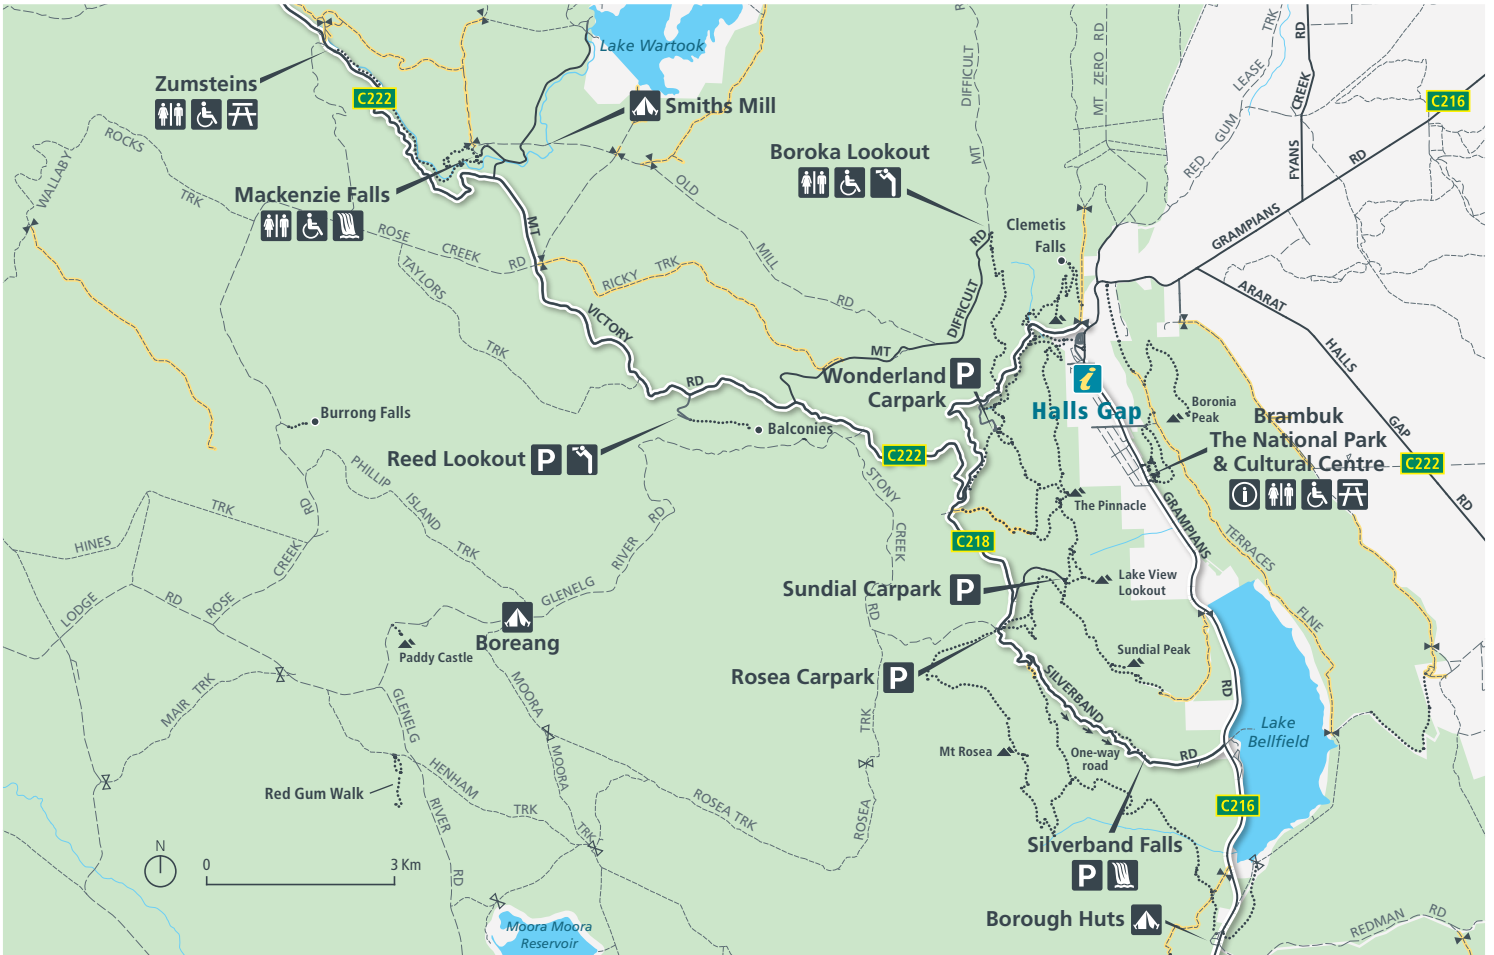 Lake Wartook
Zumsteins
C222
Smiths Mill
DIFFICULT
MT
MT ZERO RD
RED GUM LEASE TRK
FYANS CREEK RD
C216
GRAMPIANS RD
Boroka Lookout
Mackenzie Falls
WALLABY ROCKS TRK
ROSE CREEK RD
TAYLORS TRK
MT VICTORY RD
RICKY TRK
OLD MILL RD
Clemetis
Falls
MT DIFFICULT RD
ARARAT HALLS GAP RD
Wonderland P
Carpark
i
Halls Gap
Boronia
Peak
Brambuk
The National Park
& Cultural Centre
i
C222
Burrong Falls
Balconies
Reed Lookout P
C222
PHILLIP ISLAND TRK
STONY CREEK RD
The Pinnacle
GRAMPIANS RD
TERRACES FLNE
HINES TRK
LODGE RD
ROSE CREEK RD
GLENELG RIVER RD
C218
Sundial Carpark P
Lake View
Lookout
Boreang
Paddy Castle
Rosea Carpark P
Sundial Peak
SILVERBAND RD
Lake
Bellfield
MAIR TRK
GLENELG RIVER RD
MOORA MOORA TRK
Mt Rosea
One-way
road
Red Gum Walk
HENHAM TRK
ROSEA TRK
ROSEA TRK
C216
N
0 3 Km
Silverband Falls
P
Moora Moora
Reservoir
Borough Huts
REDMAN RD